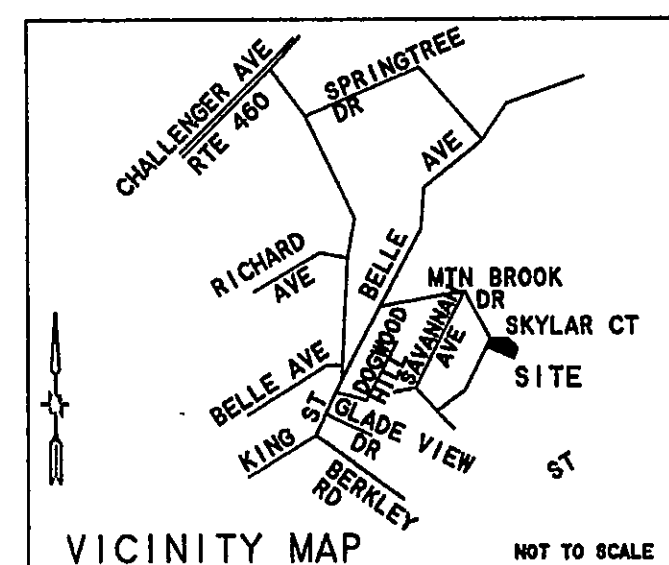 CHALLENGER AVE
RTE 460
SPRINGTREE
DR
AVE
BELLE
RICHARD
AVE
MTN BROOK
DR
SKYLAR CT
SITE
DOGWOOD
HILL
SAVANNAH
AVE
BELLE AVE
KING ST
GLADE VIEW
DR
BERKLEY
RD
ST
VICINITY MAP
NOT TO SCALE